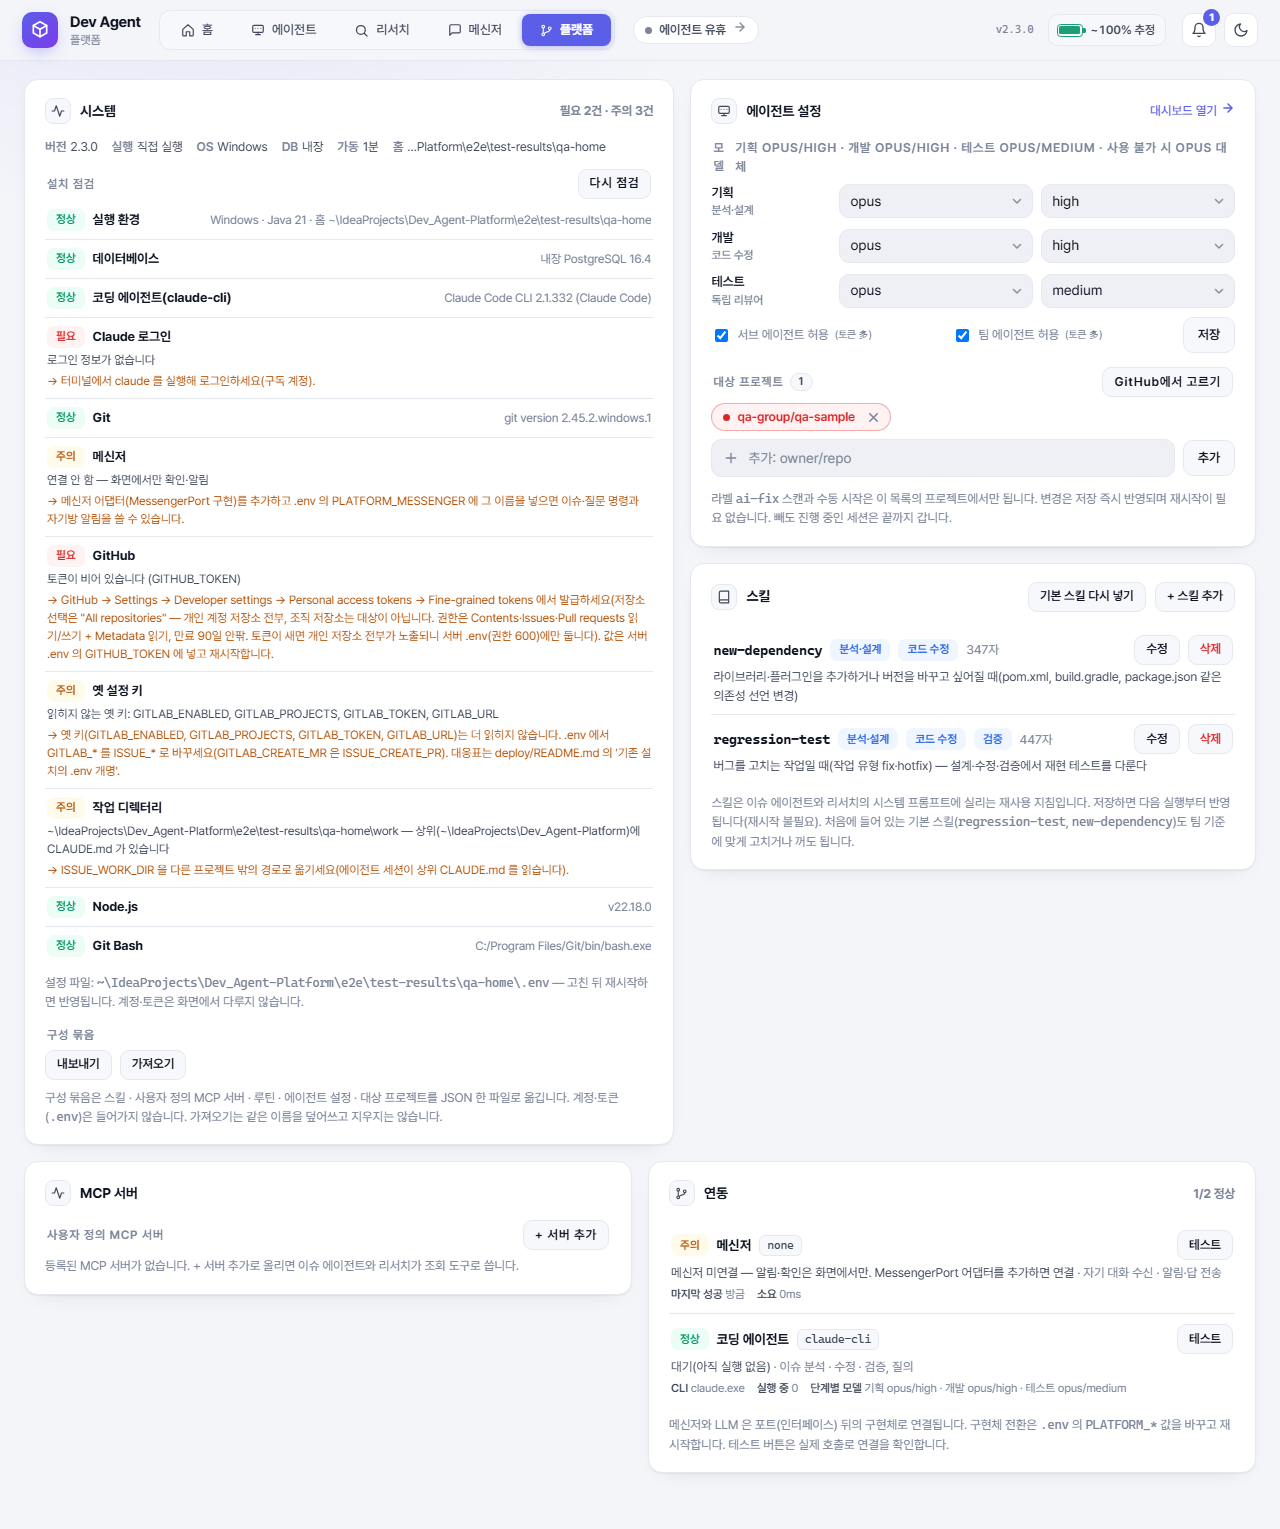 Dev Agent
플랫폼
홈
에이전트
리서치
메신저
플랫폼
에이전트 유휴 →
v2.3.0
~100% 추정
1
시스템
필요 2건 · 주의 3건
버전 2.3.0 실행 직접 실행 OS Windows DB 내장 가동 1분 홈 …Platform\e2e\test-results\qa-home
설치 점검
다시 점검
정상 실행 환경 Windows · Java 21 · 홈 ~\IdeaProjects\Dev_Agent-Platform\e2e\test-results\qa-home
정상 데이터베이스 내장 PostgreSQL 16.4
정상 코딩 에이전트(claude-cli) Claude Code CLI 2.1.332 (Claude Code)
필요 Claude 로그인
로그인 정보가 없습니다
→ 터미널에서 claude 를 실행해 로그인하세요(구독 계정).
정상 Git git version 2.45.2.windows.1
주의 메신저
연결 안 함 — 화면에서만 확인·알림
→ 메신저 어댑터(MessengerPort 구현)를 추가하고 .env 의 PLATFORM_MESSENGER 에 그 이름을 넣으면 이슈·질문 명령과
자기방 알림을 쓸 수 있습니다.
필요 GitHub
토큰이 비어 있습니다 (GITHUB_TOKEN)
→ GitHub → Settings → Developer settings → Personal access tokens → Fine-grained tokens 에서 발급하세요(저장소
선택은 "All repositories" — 개인 계정 저장소 전부, 조직 저장소는 대상이 아닙니다. 권한은 Contents·Issues·Pull requests 읽
기/쓰기 + Metadata 읽기, 만료 90일 안팎. 토큰이 새면 개인 저장소 전부가 노출되니 서버 .env(권한 600)에만 둡니다). 값은 서버
.env 의 GITHUB_TOKEN 에 넣고 재시작합니다.
주의 옛 설정 키
읽히지 않는 옛 키: GITLAB_ENABLED, GITLAB_PROJECTS, GITLAB_TOKEN, GITLAB_URL
→ 옛 키(GITLAB_ENABLED, GITLAB_PROJECTS, GITLAB_TOKEN, GITLAB_URL)는 더 읽히지 않습니다. .env 에서
GITLAB_* 를 ISSUE_* 로 바꾸세요(GITLAB_CREATE_MR 은 ISSUE_CREATE_PR). 대응표는 deploy/README.md 의 '기존 설
치의 .env 개명'.
주의 작업 디렉터리
~\IdeaProjects\Dev_Agent-Platform\e2e\test-results\qa-home\work — 상위(~\IdeaProjects\Dev_Agent-Platform)에
CLAUDE.md 가 있습니다
→ ISSUE_WORK_DIR 을 다른 프로젝트 밖의 경로로 옮기세요(에이전트 세션이 상위 CLAUDE.md 를 읽습니다).
정상 Node.js v22.18.0
정상 Git Bash C:/Program Files/Git/bin/bash.exe
설정 파일: ~\IdeaProjects\Dev_Agent-Platform\e2e\test-results\qa-home\.env — 고친 뒤 재시작하
면 반영됩니다. 계정·토큰은 화면에서 다루지 않습니다.
구성 묶음
내보내기
가져오기
구성 묶음은 스킬 · 사용자 정의 MCP 서버 · 루틴 · 에이전트 설정 · 대상 프로젝트를 JSON 한 파일로 옮깁니다. 계정·토큰
(.env)은 들어가지 않습니다. 가져오기는 같은 이름을 덮어쓰고 지우지는 않습니다.
에이전트 설정
대시보드 열기 →
모델
기획 OPUS/HIGH · 개발 OPUS/HIGH · 테스트 OPUS/MEDIUM · 사용 불가 시 OPUS 대
체
기획
분석·설계
opus
high
개발
코드 수정
opus
high
테스트
독립 리뷰어
opus
medium
서브 에이전트 허용 (토큰 多)
팀 에이전트 허용 (토큰 多)
저장
대상 프로젝트 1
GitHub에서 고르기
qa-group/qa-sample ×
+ 추가: owner/repo
추가
라벨 ai-fix 스캔과 수동 시작은 이 목록의 프로젝트에서만 됩니다. 변경은 저장 즉시 반영되며 재시작이 필
요 없습니다. 빼도 진행 중인 세션은 끝까지 갑니다.
스킬
기본 스킬 다시 넣기
+ 스킬 추가
new-dependency 분석·설계 코드 수정 347자
수정
삭제
라이브러리·플러그인을 추가하거나 버전을 바꾸고 싶어질 때(pom.xml, build.gradle, package.json 같은
의존성 선언 변경)
regression-test 분석·설계 코드 수정 검증 447자
수정
삭제
버그를 고치는 작업일 때(작업 유형 fix·hotfix) — 설계·수정·검증에서 재현 테스트를 다룬다
스킬은 이슈 에이전트와 리서치의 시스템 프롬프트에 실리는 재사용 지침입니다. 저장하면 다음 실행부터 반영
됩니다(재시작 불필요). 처음에 들어 있는 기본 스킬(regression-test, new-dependency)도 팀 기준
에 맞게 고치거나 꺼도 됩니다.
MCP 서버
사용자 정의 MCP 서버
+ 서버 추가
등록된 MCP 서버가 없습니다. + 서버 추가로 올리면 이슈 에이전트와 리서치가 조회 도구로 씁니다.
연동
1/2 정상
주의 메신저 none
테스트
메신저 미연결 — 알림·확인은 화면에서만. MessengerPort 어댑터를 추가하면 연결 · 자기 대화 수신 · 알림·답 전송
마지막 성공 방금 소요 0ms
정상 코딩 에이전트 claude-cli
테스트
대기(아직 실행 없음) · 이슈 분석 · 수정 · 검증, 질의
CLI claude.exe 실행 중 0 단계별 모델 기획 opus/high · 개발 opus/high · 테스트 opus/medium
메신저와 LLM 은 포트(인터페이스) 뒤의 구현체로 연결됩니다. 구현체 전환은 .env 의 PLATFORM_* 값을 바꾸고 재
시작합니다. 테스트 버튼은 실제 호출로 연결을 확인합니다.